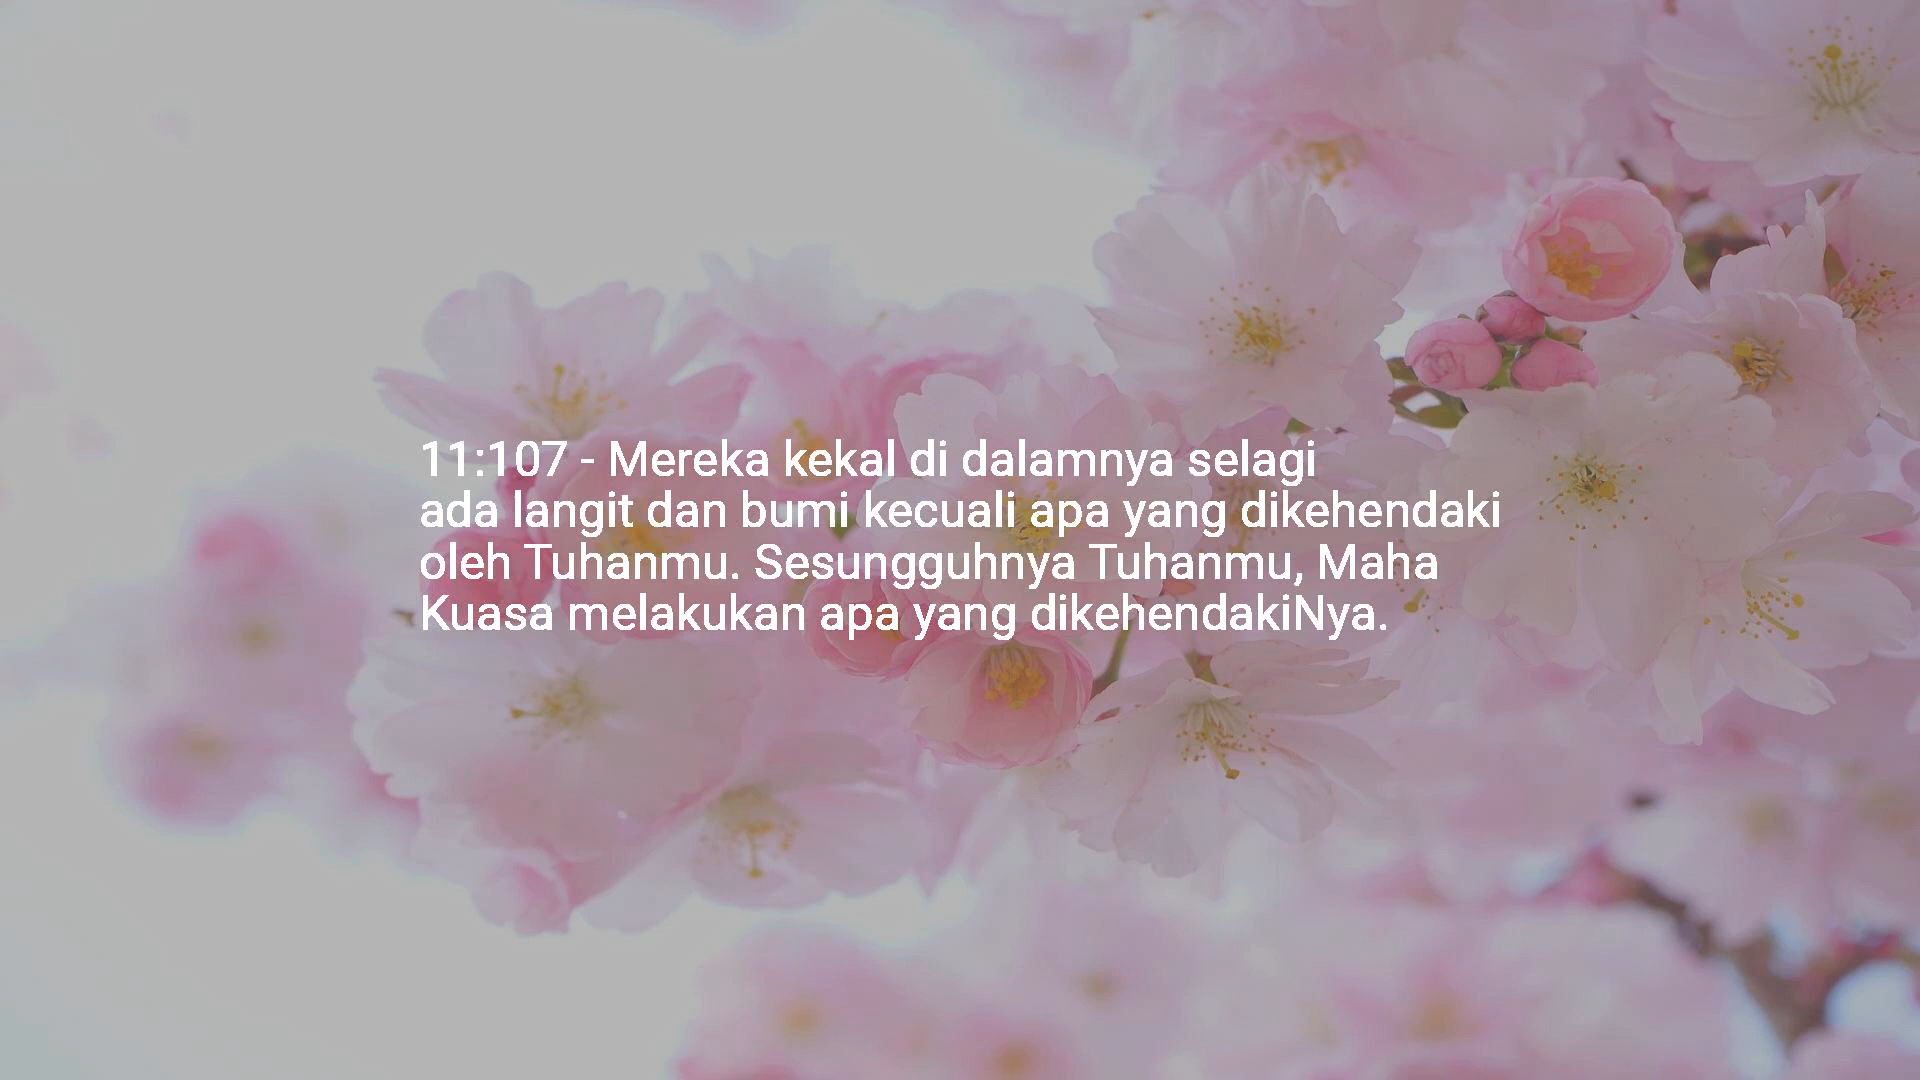 11:107 - Mereka kekal di dalamnya selagi
ada langit dan bumi kecuali apa yang dikehendaki
oleh Tuhanmu. Sesungguhnya Tuhanmu, Maha
Kuasa melakukan apa yang dikehendakiNya.